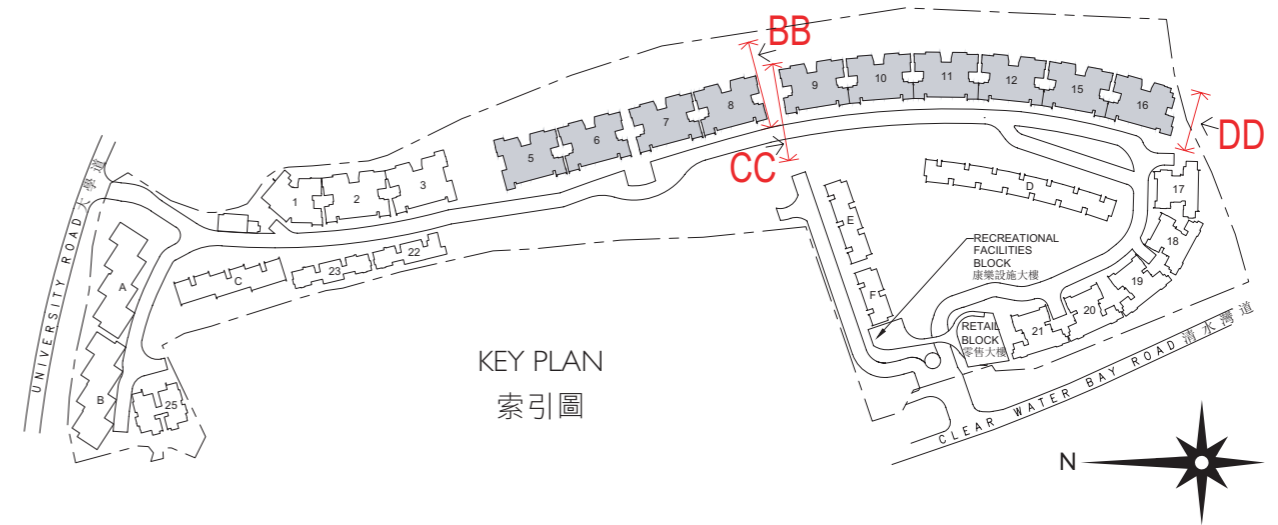 BB
9
10
11
12
15
16
8
7
6
5
DD
CC
3
2
1
17
D
18
E
RECREATIONAL
FACILITIES
BLOCK
康樂設施大樓
19
F
20
21
RETAIL
BLOCK
零售大樓
22
23
C
A
B
25
UNIVERSITY ROAD 大學道
KEY PLAN
索引圖
CLEAR WATER BAY ROAD 清水灣道
N